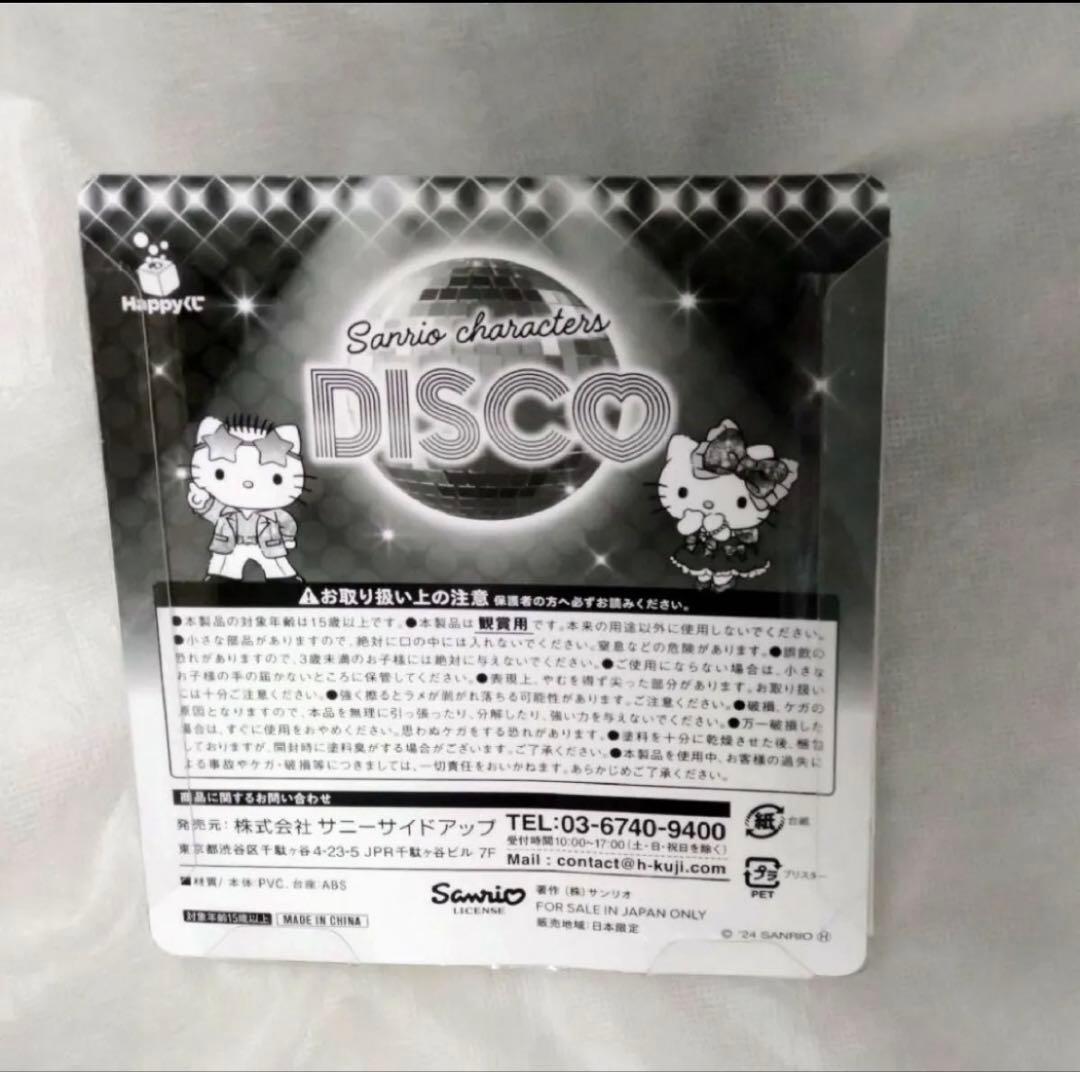 Happyくじ
Sanrio characters
DISCO
お取り扱い上の注意 保護者の方へ必ずお読みください。
●本製品の対象年齢は15歳以上です。●本製品は観賞用です。本来の用途以外に使用しないでください。
●小さな部品がありますので、絶対に口の中には入れないでください。窒息などの危険があります。●誤飲の
恐れがありますので、3歳未満のお子様には絶対に与えないでください。●ご使用にならない場合は、小さな
お子様の手の届かないところに保管してください。●表現上、やむを得ず尖った部分があります。お取り扱い
には十分ご注意ください。●強く擦るとラメが剥がれ落ちる可能性があります。ご注意ください。●破損、ケガの
原因となりますので、本品を無理に引っ張ったり、分解したり、強い力を与えないでください。●万一破損した
場合は、すぐに使用をおやめください。思わぬケガをする恐れがあります。●塗料を十分に乾燥させた後、梱包
しておりますが、開封時に塗料臭がする場合がございます。ご了承ください。●本製品を使用中、お客様の過失に
よる事故やケガ・破損等につきましては、一切責任をおいかねます。あらかじめご了承ください。
商品に関するお問い合わせ
発売元: 株式会社 サニーサイドアップ
東京都渋谷区千駄ヶ谷4-23-5 JPR千駄ヶ谷ビル 7F
TEL:03-6740-9400
受付時間10:00~17:00(土・日・祝日を除く)
Mail : contact@h-kuji.com
紙 台紙
プラ ブリスター
PET
材質/本体:PVC、台座:ABS
対象年齢15歳以上 MADE IN CHINA
Sanrio
LICENSE
著作 (株)サンリオ
FOR SALE IN JAPAN ONLY
販売地域:日本限定
© '24 SANRIO Ⓗ